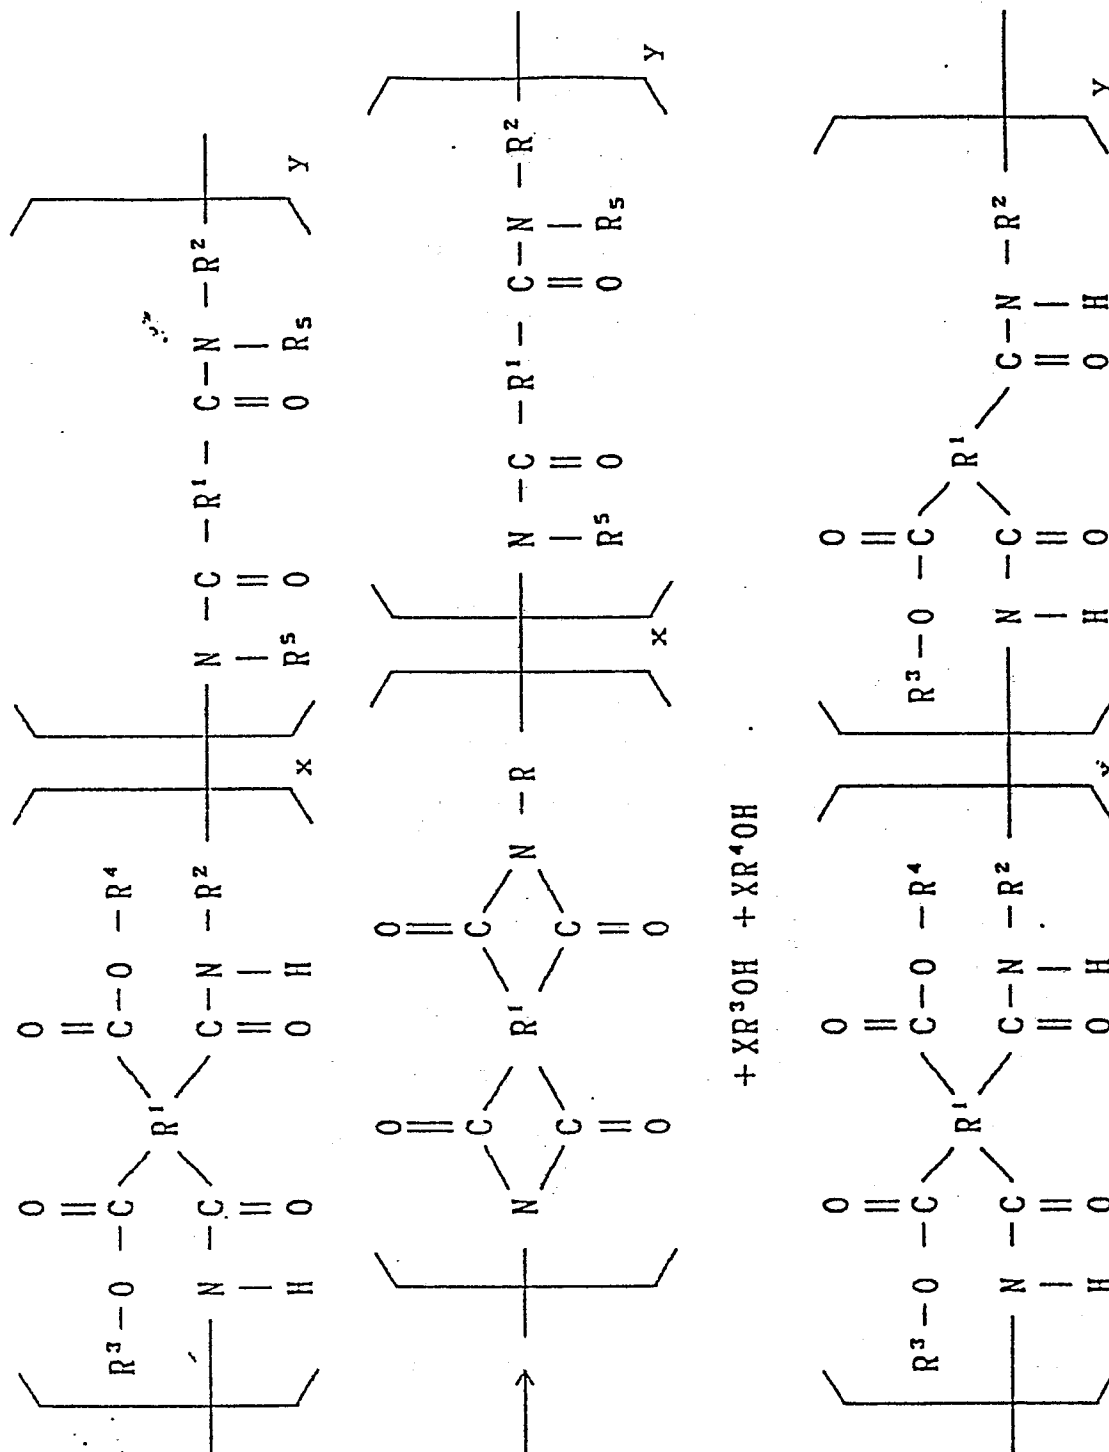 O O
R³—O—C C—O—R⁴
R¹
N—C C—N—R² N—C—R¹—C—N—R²
H O O H x R⁵ O O R5 y
O O
C C
→ N R¹ N—R N—C—R¹—C—N—R²
C C
R⁵ O O R5
O O x y
+XR³OH +XR⁴OH
O O O
R³—O—C C—O—R⁴ R³—O—C
R¹ R¹
N—C C—N—R² N—C C—N—R²
H O O H H O O H y